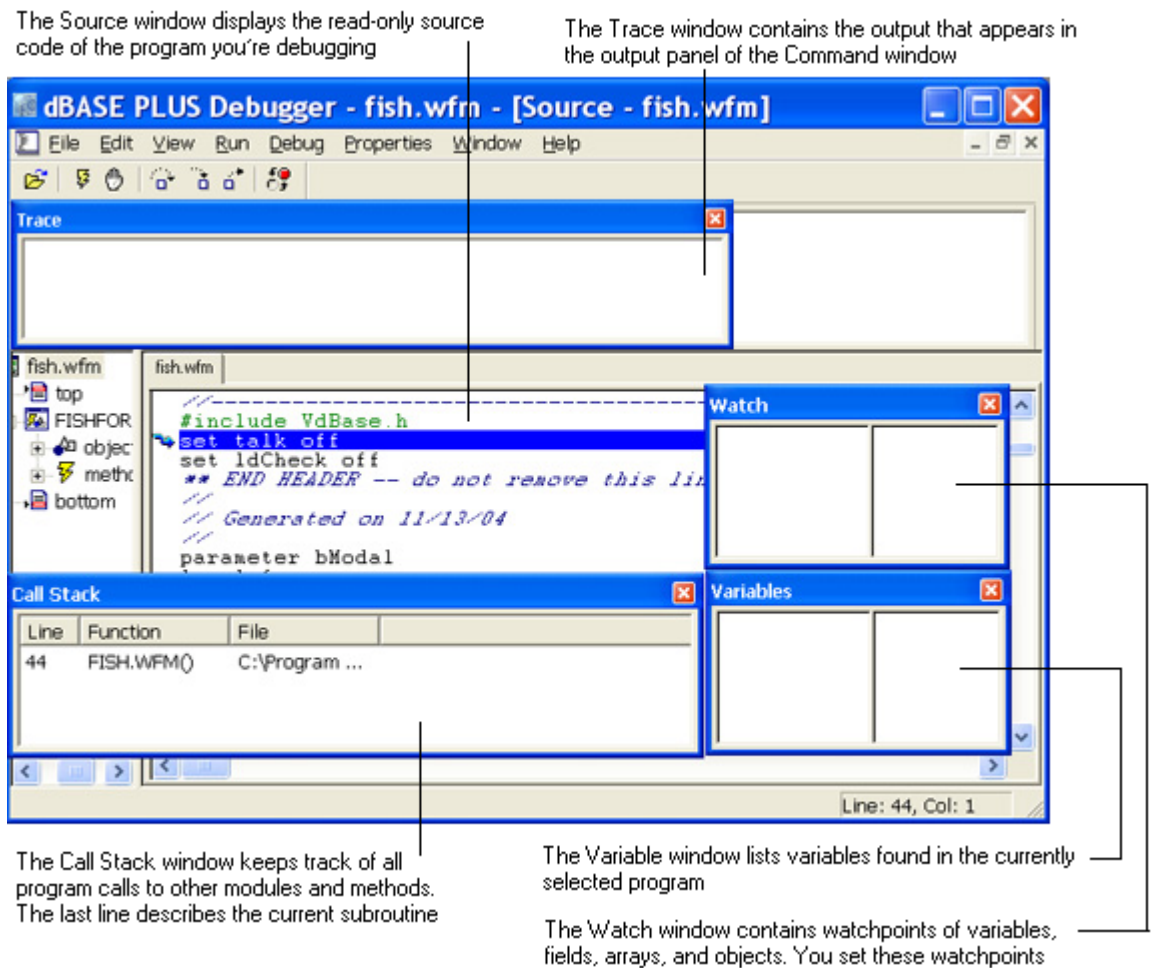 The Source window displays the read-only source
code of the program you're debugging
The Trace window contains the output that appears in
the output panel of the Command window
dBASE PLUS Debugger - fish.wfm - [Source - fish.wfm]
File Edit View Run Debug Properties Window Help
Trace
fish.wfm
top
FISHFOR
objec
metho
bottom
fish.wfm
//--------------------------------------------------
#include VdBase.h
set talk off
set ldCheck off
** END HEADER -- do not remove this lin
//
// Generated on 11/13/04
//
parameter bModal
Watch
Call Stack
Line Function File
44 FISH.WFM() C:\Program ...
Variables
Line: 44, Col: 1
The Call Stack window keeps track of all
program calls to other modules and methods.
The last line describes the current subroutine
The Variable window lists variables found in the currently
selected program
The Watch window contains watchpoints of variables,
fields, arrays, and objects. You set these watchpoints